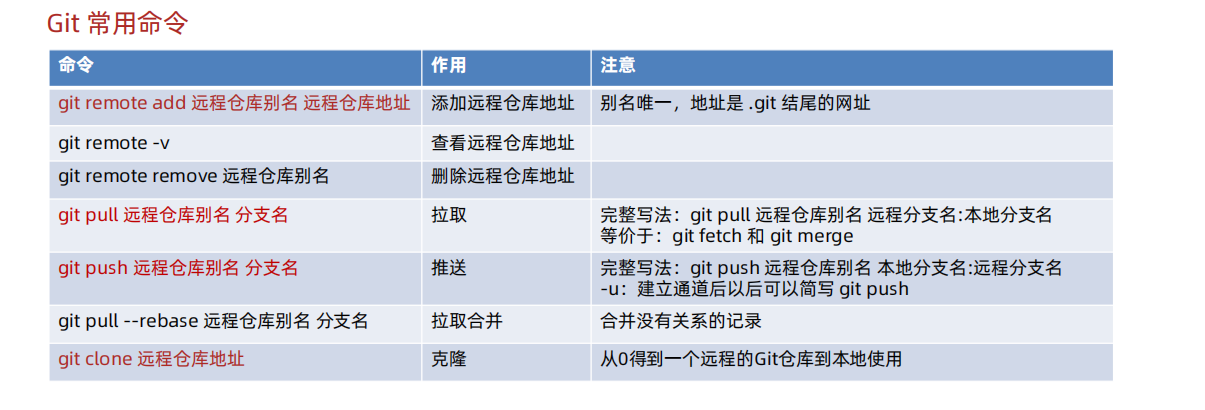 Git 常用命令
命令 作用 注意
git remote add 远程仓库别名 远程仓库地址 添加远程仓库地址 别名唯一，地址是 .git 结尾的网址
git remote -v 查看远程仓库地址
git remote remove 远程仓库别名 删除远程仓库地址
git pull 远程仓库别名 分支名 拉取 完整写法：git pull 远程仓库别名 远程分支名:本地分支名
等价于：git fetch 和 git merge
git push 远程仓库别名 分支名 推送 完整写法：git push 远程仓库别名 本地分支名:远程分支名
-u：建立通道后以后可以简写 git push
git pull --rebase 远程仓库别名 分支名 拉取合并 合并没有关系的记录
git clone 远程仓库地址 克隆 从0得到一个远程的Git仓库到本地使用